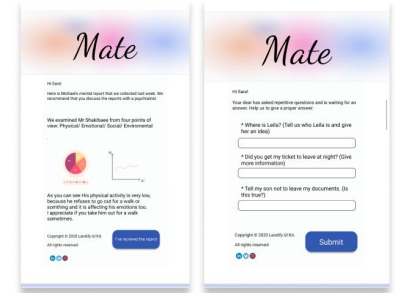 Mate
Hi Sara!
Here is Michael's mental report that we collected last week. We
recommend that you discuss the reports with a psychiatrist.
We examined Mr Shakibaee from four points of
view: Physical/ Emotional/ Social/ Enviromental
As you can see His physical activity is very low,
because he refuses to go out for a walk or
somthing and it is affecting his emotions too.
I appreciate if you take him out for a walk
sometimes.
Copyright © 2020 Landify UI Kit.
All rights reserved
I've recieved the report
Mate
Hi Sara!
Your dear has asked repetitive questions and is waiting for an
answer. Help us to give a proper answer.
* Where is Leila? (Tell us who Leila is and give
her an idea)
* Did you get my ticket to leave at night? (Give
more information)
* Tell my son not to leave my documents. (Is
this true?)
Copyright © 2020 Landify UI Kit.
All rights reserved
Submit